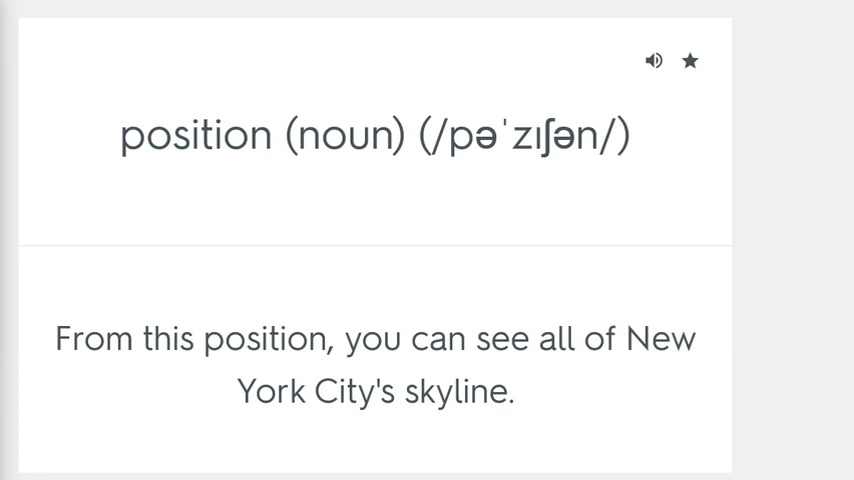 position (noun) (/pəˈzɪʃən/)
From this position, you can see all of New
York City's skyline.